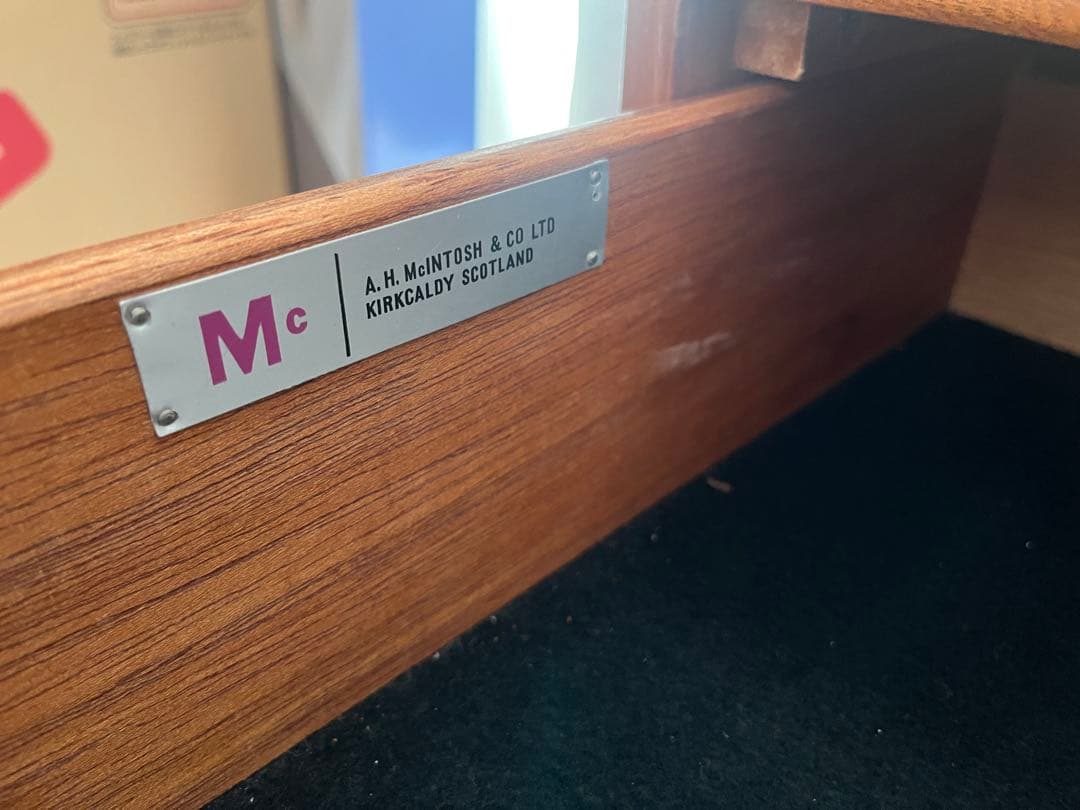 Mc
A.H. McINTOSH & CO LTD
KIRKCALDY SCOTLAND